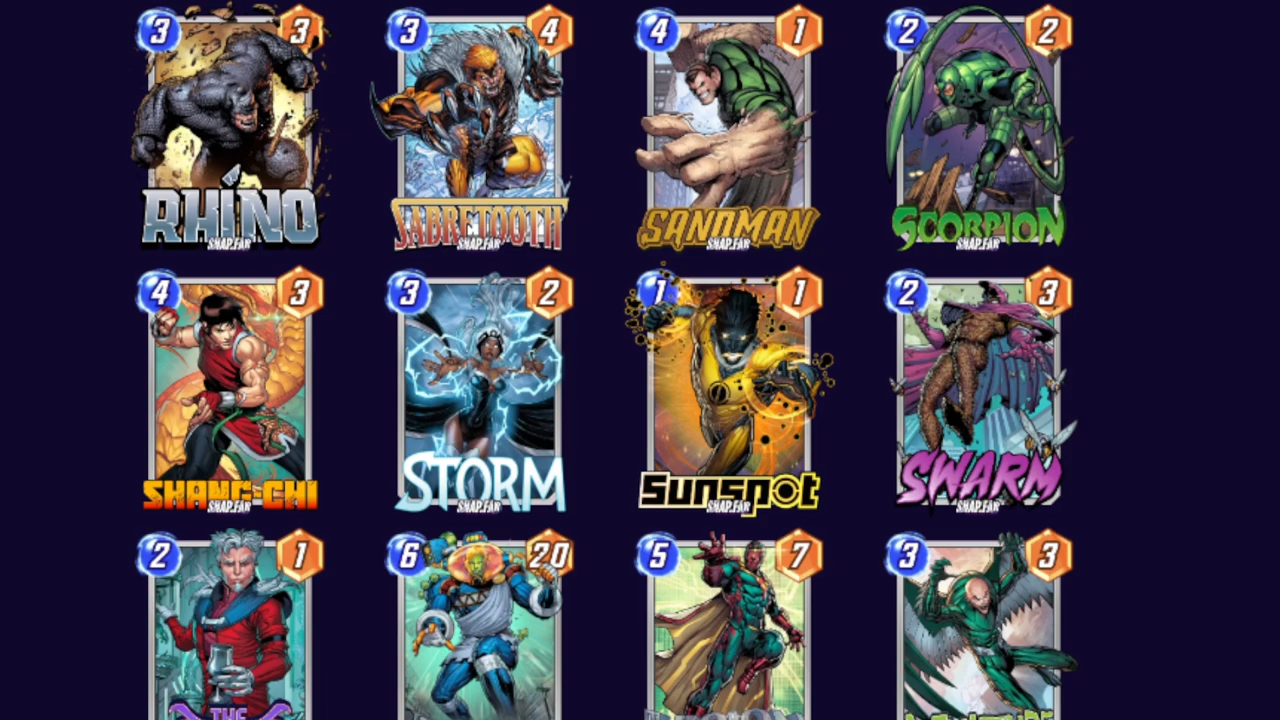 3 3
3 4
4 1
2 2
RHINO
SNAP.FAN
SABRETOOTH
SNAP.FAN
SANDMAN
SNAP.FAN
SCORPION
SNAP.FAN
4 3
3 2
1 1
2 3
SHANG-CHI
SNAP.FAN
STORM
SNAP.FAN
Sunspot
SNAP.FAN
SWARM
SNAP.FAN
2 1
6 20
5 7
3 3
THE